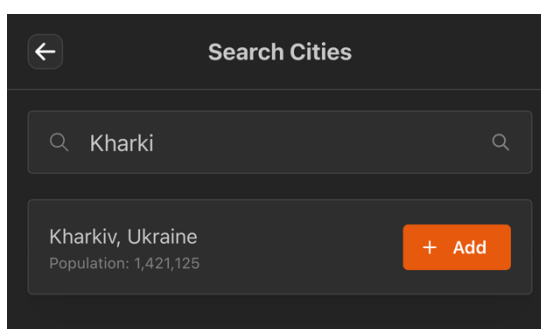 Search Cities
Kharki
Kharkiv, Ukraine
Population: 1,421,125
+ Add